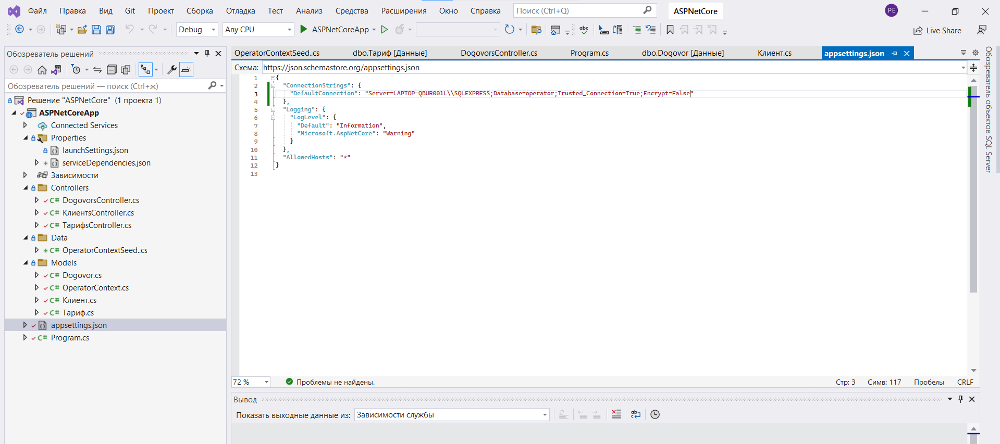 Файл Правка Вид Git Проект Сборка Отладка Тест Анализ Средства Расширения Окно Справка Поиск (Ctrl+Q) ASPNetCore PE
Debug Any CPU ASPNetCoreApp abc Live Share
Обозреватель решений
Обозреватель решений — поиск (Ctrl+ж)
Решение "ASPNetCore" (1 проекта 1)
ASPNetCoreApp
Connected Services
Properties
launchSettings.json
serviceDependencies.json
Зависимости
Controllers
C# DogovorsController.cs
C# КлиентsController.cs
C# ТарифsController.cs
Data
C# OperatorContextSeed..cs
Models
C# Dogovor.cs
C# OperatorContext.cs
C# Клиент.cs
C# Тариф.cs
appsettings.json
C# Program.cs
OperatorContextSeed..cs dbo.Тариф [Данные] DogovorsController.cs Program.cs dbo.Dogovor [Данные] Клиент.cs appsettings.json
Схема: https://json.schemastore.org/appsettings.json
1 {
2 "ConnectionStrings": {
3 "DefaultConnection": "Server=LAPTOP-QBUR001L\\SQLEXPRESS;Database=operator;Trusted_Connection=True;Encrypt=False"
4 },
5 "Logging": {
6 "LogLevel": {
7 "Default": "Information",
8 "Microsoft.AspNetCore": "Warning"
9 }
10 },
11 "AllowedHosts": "*"
12 }
13
72 % Проблемы не найдены. Стр: 3 Симв: 117 Пробелы CRLF
Вывод
Показать выходные данные из: Зависимости службы
Обозреватель объектов SQL Server